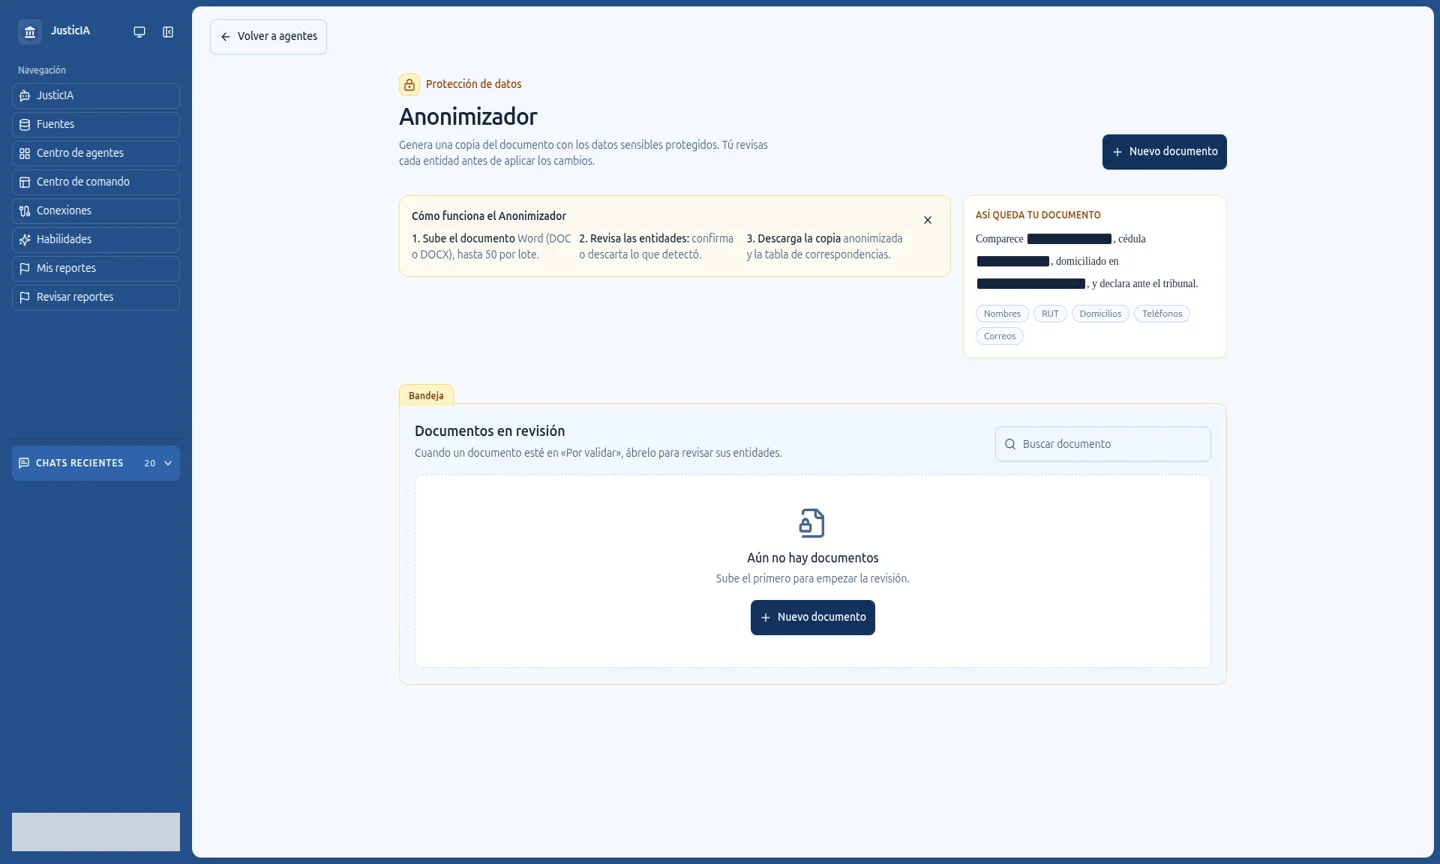 JusticIA
Navegación
JusticIA
Fuentes
Centro de agentes
Centro de comando
Conexiones
Habilidades
Mis reportes
Revisar reportes
CHATS RECIENTES 20
Volver a agentes
Protección de datos
Anonimizador
Genera una copia del documento con los datos sensibles protegidos. Tú revisas
cada entidad antes de aplicar los cambios.
+ Nuevo documento
Cómo funciona el Anonimizador
1. Sube el documento Word (DOC
o DOCX), hasta 50 por lote.
2. Revisa las entidades: confirma
o descarta lo que detectó.
3. Descarga la copia anonimizada
y la tabla de correspondencias.
ASÍ QUEDA TU DOCUMENTO
Comparece , cédula
, domiciliado en
, y declara ante el tribunal.
Nombres RUT Domicilios Teléfonos
Correos
Bandeja
Documentos en revisión
Cuando un documento esté en «Por validar», ábrelo para revisar sus entidades.
Buscar documento
Aún no hay documentos
Sube el primero para empezar la revisión.
+ Nuevo documento